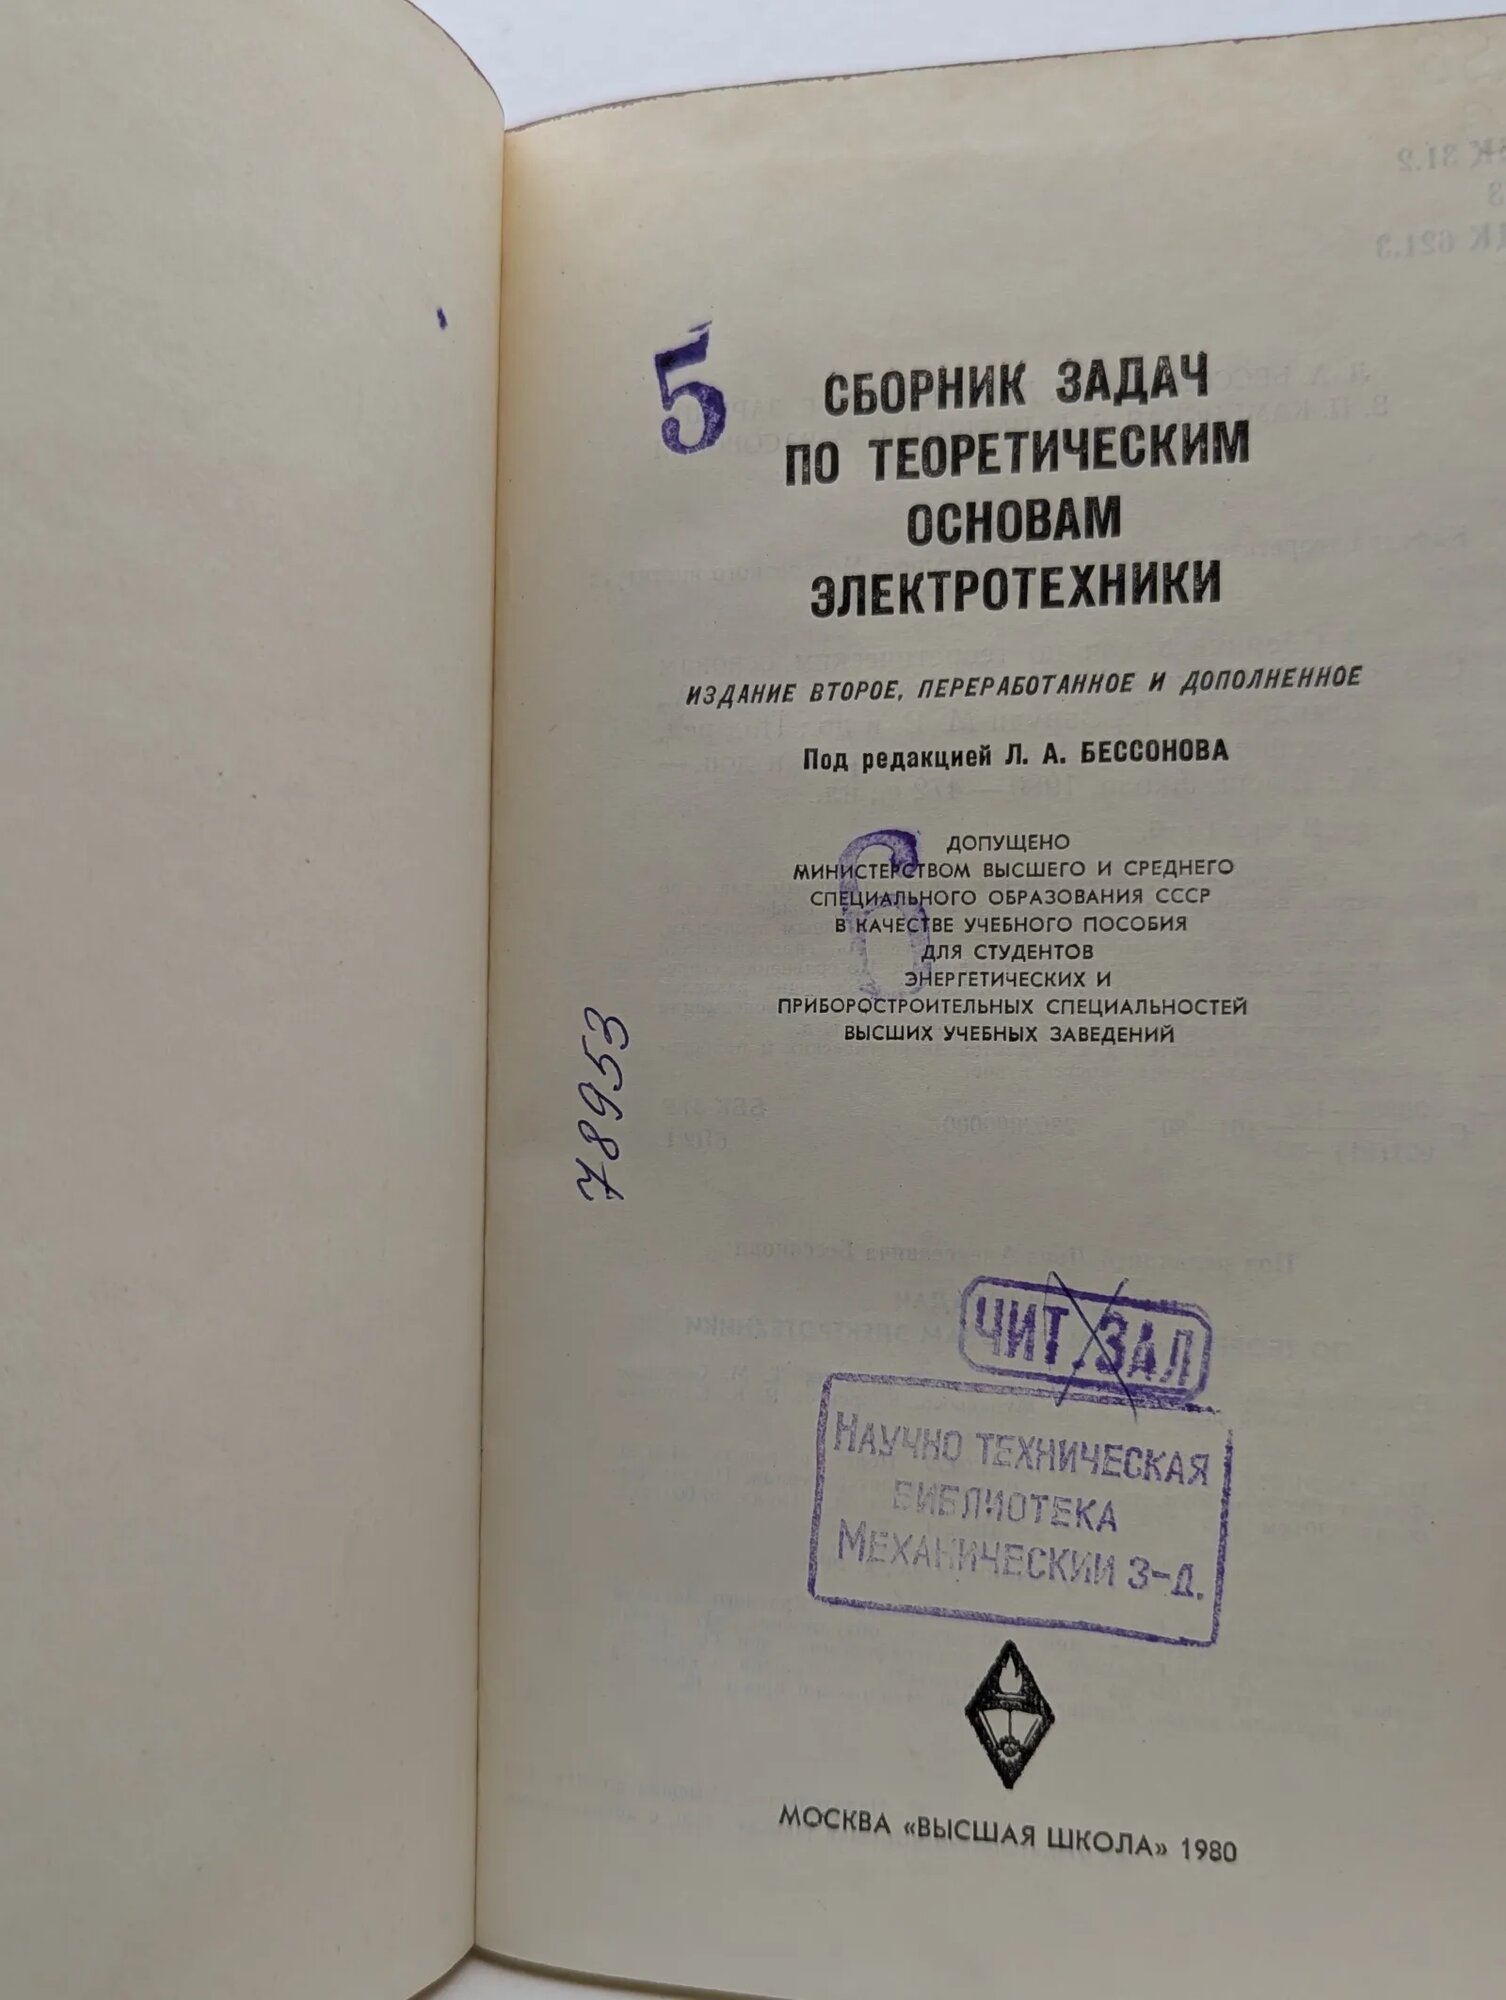 5
СБОРНИК ЗАДАЧ
ПО ТЕОРЕТИЧЕСКИМ
ОСНОВАМ
ЭЛЕКТРОТЕХНИКИ
ИЗДАНИЕ ВТОРОЕ, ПЕРЕРАБОТАННОЕ И ДОПОЛНЕННОЕ
Под редакцией Л. А. БЕССОНОВА
6
ДОПУЩЕНО
МИНИСТЕРСТВОМ ВЫСШЕГО И СРЕДНЕГО
СПЕЦИАЛЬНОГО ОБРАЗОВАНИЯ СССР
В КАЧЕСТВЕ УЧЕБНОГО ПОСОБИЯ
ДЛЯ СТУДЕНТОВ
ЭНЕРГЕТИЧЕСКИХ И
ПРИБОРОСТРОИТЕЛЬНЫХ СПЕЦИАЛЬНОСТЕЙ
ВЫСШИХ УЧЕБНЫХ ЗАВЕДЕНИЙ
78953
ЧИТ.ЗАЛ
НАУЧНО ТЕХНИЧЕСКАЯ
БИБЛИОТЕКА
МЕХАНИЧЕСКИИ З-Д.
МОСКВА «ВЫСШАЯ ШКОЛА» 1980